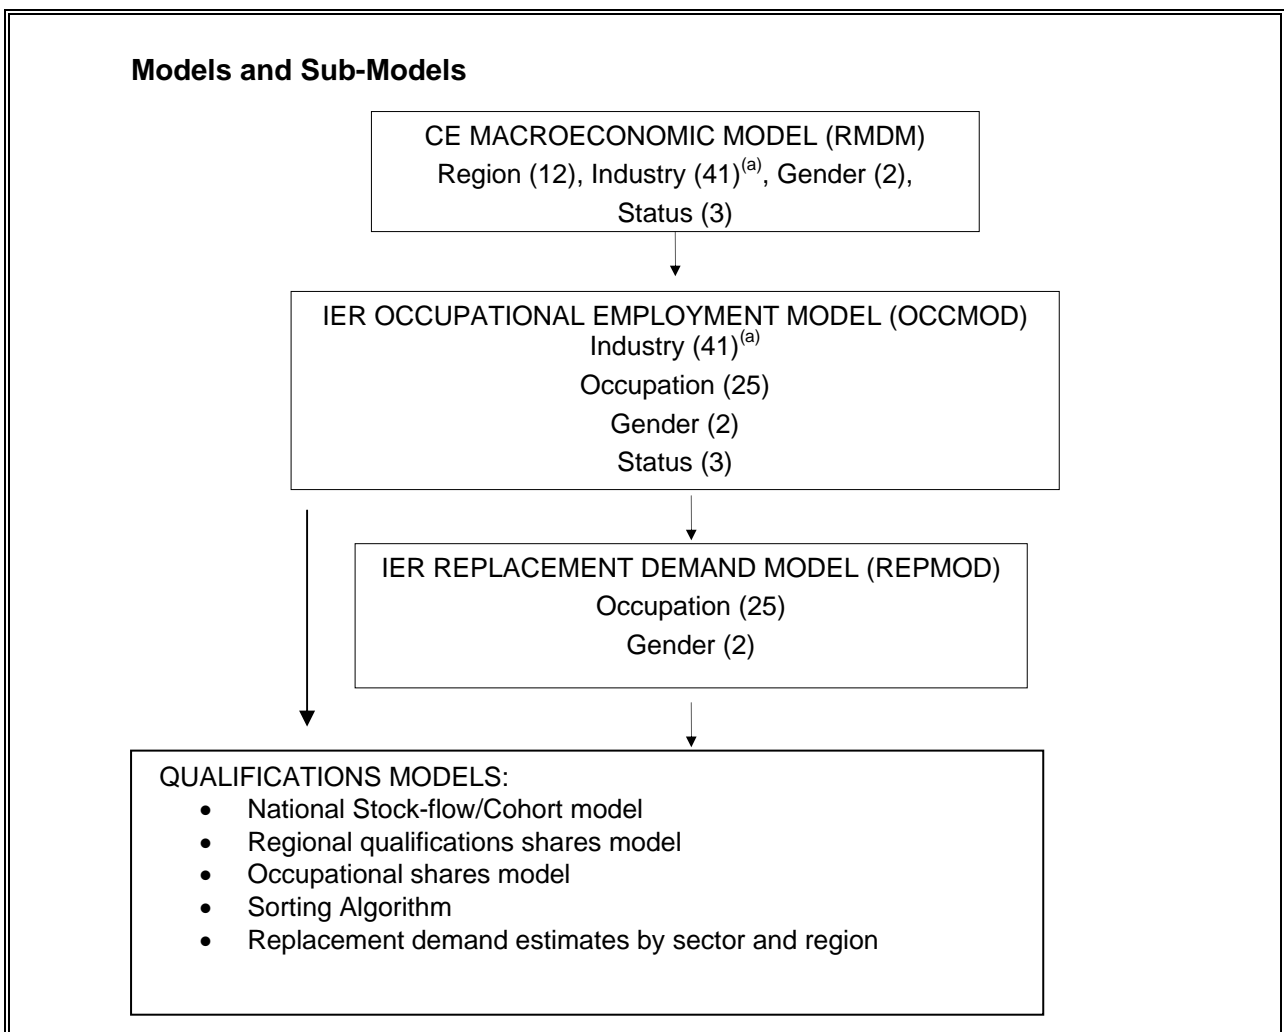 Models and Sub-Models
CE MACROECONOMIC MODEL (RMDM)
Region (12), Industry (41)(a), Gender (2),
Status (3)
IER OCCUPATIONAL EMPLOYMENT MODEL (OCCMOD)
Industry (41)(a)
Occupation (25)
Gender (2)
Status (3)
IER REPLACEMENT DEMAND MODEL (REPMOD)
Occupation (25)
Gender (2)
QUALIFICATIONS MODELS:
• National Stock-flow/Cohort model
• Regional qualifications shares model
• Occupational shares model
• Sorting Algorithm
• Replacement demand estimates by sector and region